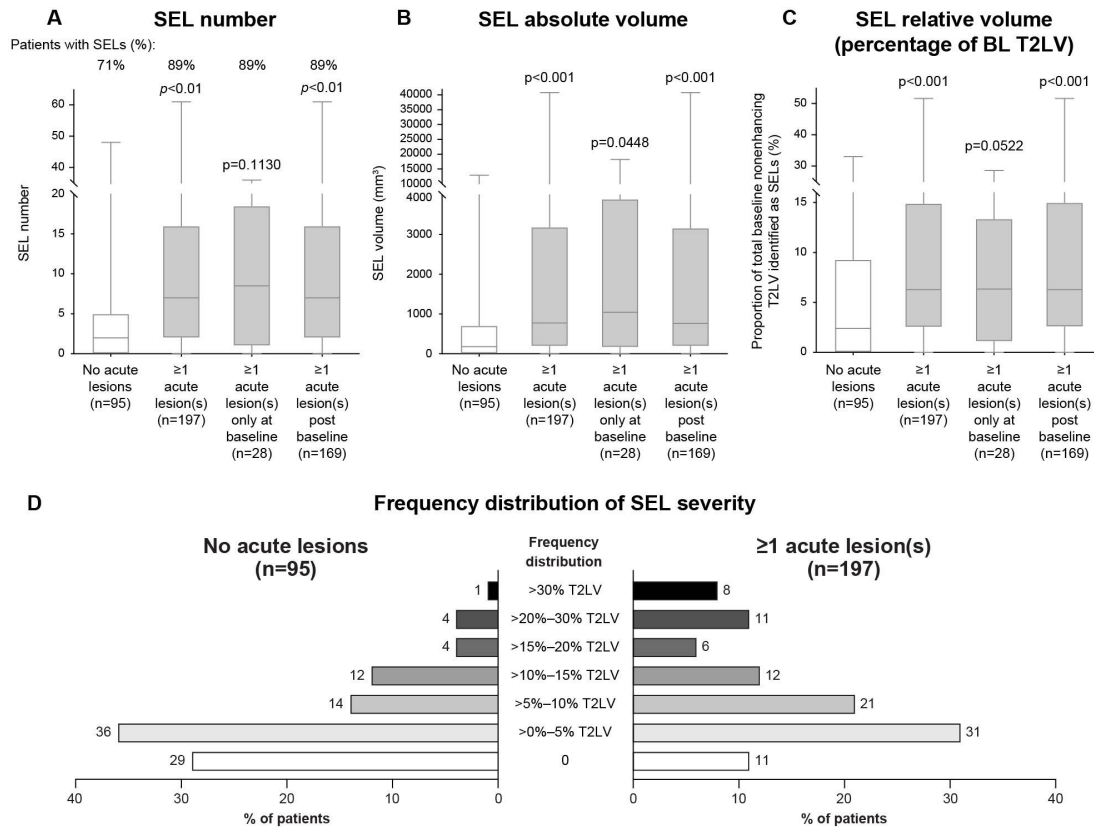 A
SEL number
Patients with SELs (%):
71%
89%
89%
89%
p<0.01
p=0.1130
p<0.01
60
50
40
30
20
15
10
5
0
SEL number
No acute
lesions
(n=95)
≥1
acute
lesion(s)
(n=197)
≥1
acute
lesion(s)
only at
baseline
(n=28)
≥1
acute
lesion(s)
post
baseline
(n=169)
B
SEL absolute volume
p<0.001
p=0.0448
p<0.001
40000
35000
30000
25000
20000
15000
10000
4000
3000
2000
1000
0
SEL volume (mm³)
No acute
lesions
(n=95)
≥1
acute
lesion(s)
(n=197)
≥1
acute
lesion(s)
only at
baseline
(n=28)
≥1
acute
lesion(s)
post
baseline
(n=169)
C
SEL relative volume
(percentage of BL T2LV)
p<0.001
p=0.0522
p<0.001
50
40
30
15
10
5
0
Proportion of total baseline nonenhancing
T2LV identified as SELs (%)
No acute
lesions
(n=95)
≥1
acute
lesion(s)
(n=197)
≥1
acute
lesion(s)
only at
baseline
(n=28)
≥1
acute
lesion(s)
post
baseline
(n=169)
D
Frequency distribution of SEL severity
No acute lesions
(n=95)
Frequency
distribution
≥1 acute lesion(s)
(n=197)
1 >30% T2LV 8
4 >20%–30% T2LV 11
4 >15%–20% T2LV 6
12 >10%–15% T2LV 12
14 >5%–10% T2LV 21
36 >0%–5% T2LV 31
29 0 11
40 30 20 10 0 0 10 20 30 40
% of patients
% of patients